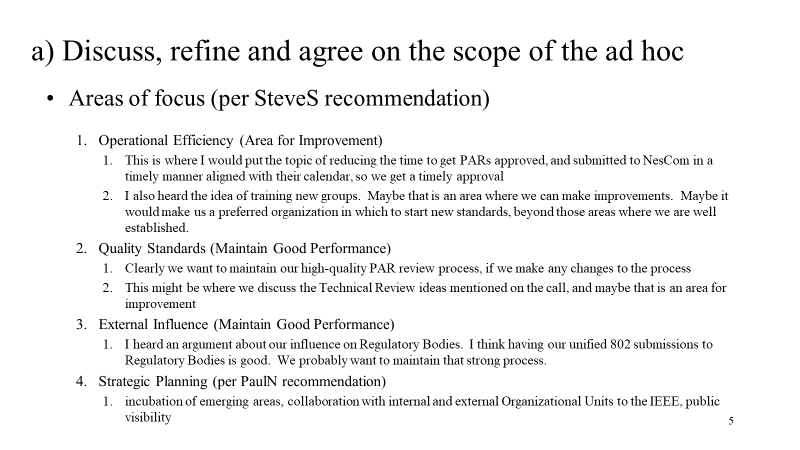 a) Discuss, refine and agree on the scope of the ad hoc
• Areas of focus (per SteveS recommendation)
1. Operational Efficiency (Area for Improvement)
1. This is where I would put the topic of reducing the time to get PARs approved, and submitted to NesCom in a
timely manner aligned with their calendar, so we get a timely approval
2. I also heard the idea of training new groups. Maybe that is an area where we can make improvements. Maybe it
would make us a preferred organization in which to start new standards, beyond those areas where we are well
established.
2. Quality Standards (Maintain Good Performance)
1. Clearly we want to maintain our high-quality PAR review process, if we make any changes to the process
2. This might be where we discuss the Technical Review ideas mentioned on the call, and maybe that is an area for
improvement
3. External Influence (Maintain Good Performance)
1. I heard an argument about our influence on Regulatory Bodies. I think having our unified 802 submissions to
Regulatory Bodies is good. We probably want to maintain that strong process.
4. Strategic Planning (per PaulN recommendation)
1. incubation of emerging areas, collaboration with internal and external Organizational Units to the IEEE, public
visibility
5